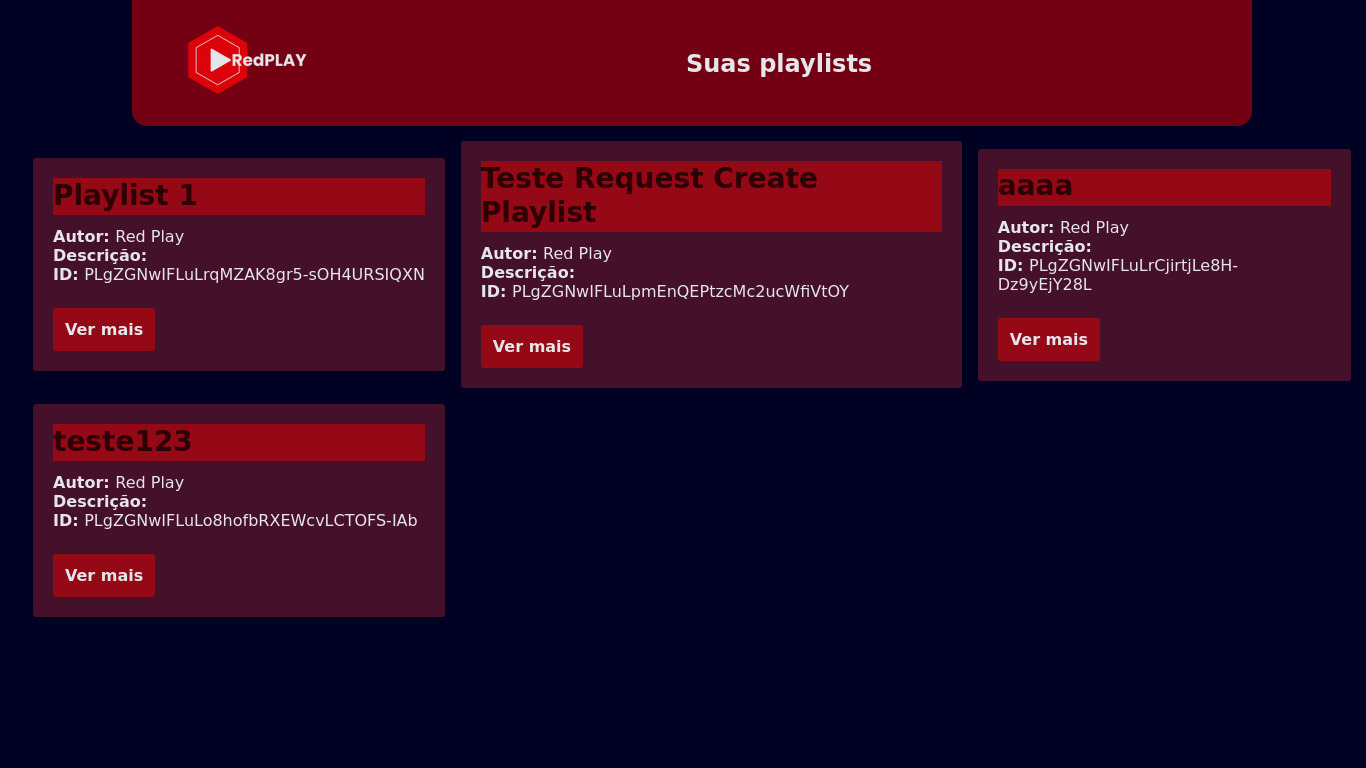 RedPLAY
Suas playlists
Playlist 1
Autor: Red Play
Descrição:
ID: PLgZGNwIFLuLrqMZAK8gr5-sOH4URSIQXN
Ver mais
Teste Request Create
Playlist
Autor: Red Play
Descrição:
ID: PLgZGNwIFLuLpmEnQEPtzcMc2ucWfiVtOY
Ver mais
aaaa
Autor: Red Play
Descrição:
ID: PLgZGNwIFLuLrCjirtjLe8H-
Dz9yEjY28L
Ver mais
teste123
Autor: Red Play
Descrição:
ID: PLgZGNwIFLuLo8hofbRXEWcvLCTOFS-IAb
Ver mais